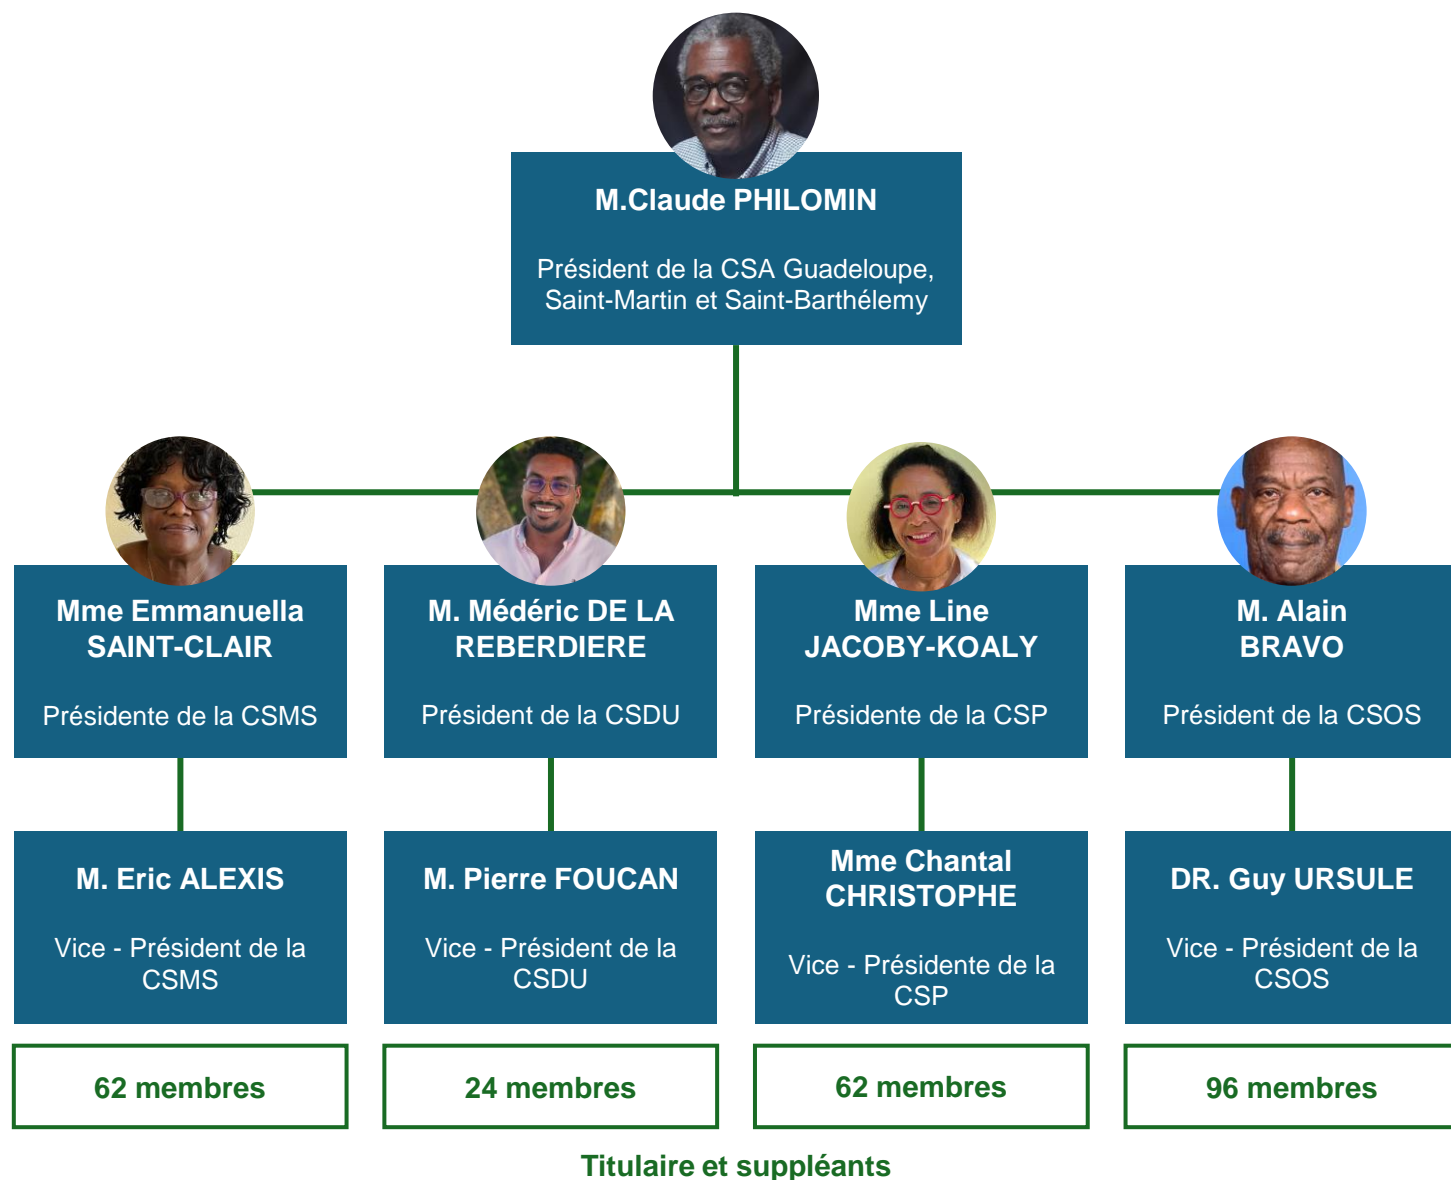 M.Claude PHILOMIN
Président de la CSA Guadeloupe,
Saint-Martin et Saint-Barthélemy
Mme Emmanuella
SAINT-CLAIR
Présidente de la CSMS
M. Médéric DE LA
REBERDIERE
Président de la CSDU
Mme Line
JACOBY-KOALY
Présidente de la CSP
M. Alain
BRAVO
Président de la CSOS
M. Eric ALEXIS
Vice - Président de la
CSMS
M. Pierre FOUCAN
Vice - Président de la
CSDU
Mme Chantal
CHRISTOPHE
Vice - Présidente de la
CSP
DR. Guy URSULE
Vice - Président de la
CSOS
62 membres
24 membres
62 membres
96 membres
Titulaire et suppléants